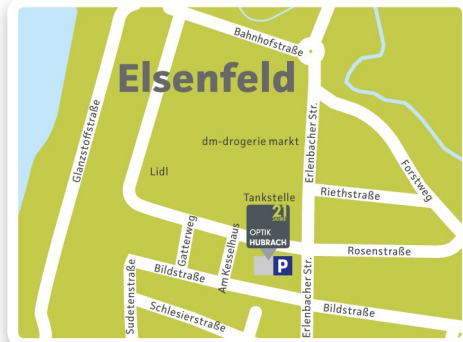 Bahnhofstraße
Elsenfeld
Glanzstoffstraße
dm-drogerie markt
Erlenbacher Str.
Forstweg
Lidl
Riethstraße
Tankstelle
21
JAHRE
OPTIK
HUBRACH
Gatterweg
Am Kesselhaus
Rosenstraße
P
Bildstraße
Sudetenstraße
Schlesierstraße
Erlenbacher Str.
Bildstraße